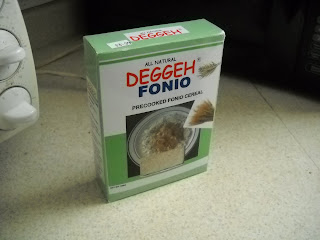 DEGGEH
ALL NATURAL
DEGGEH®
FONIO
PRECOOKED FONIO CEREAL